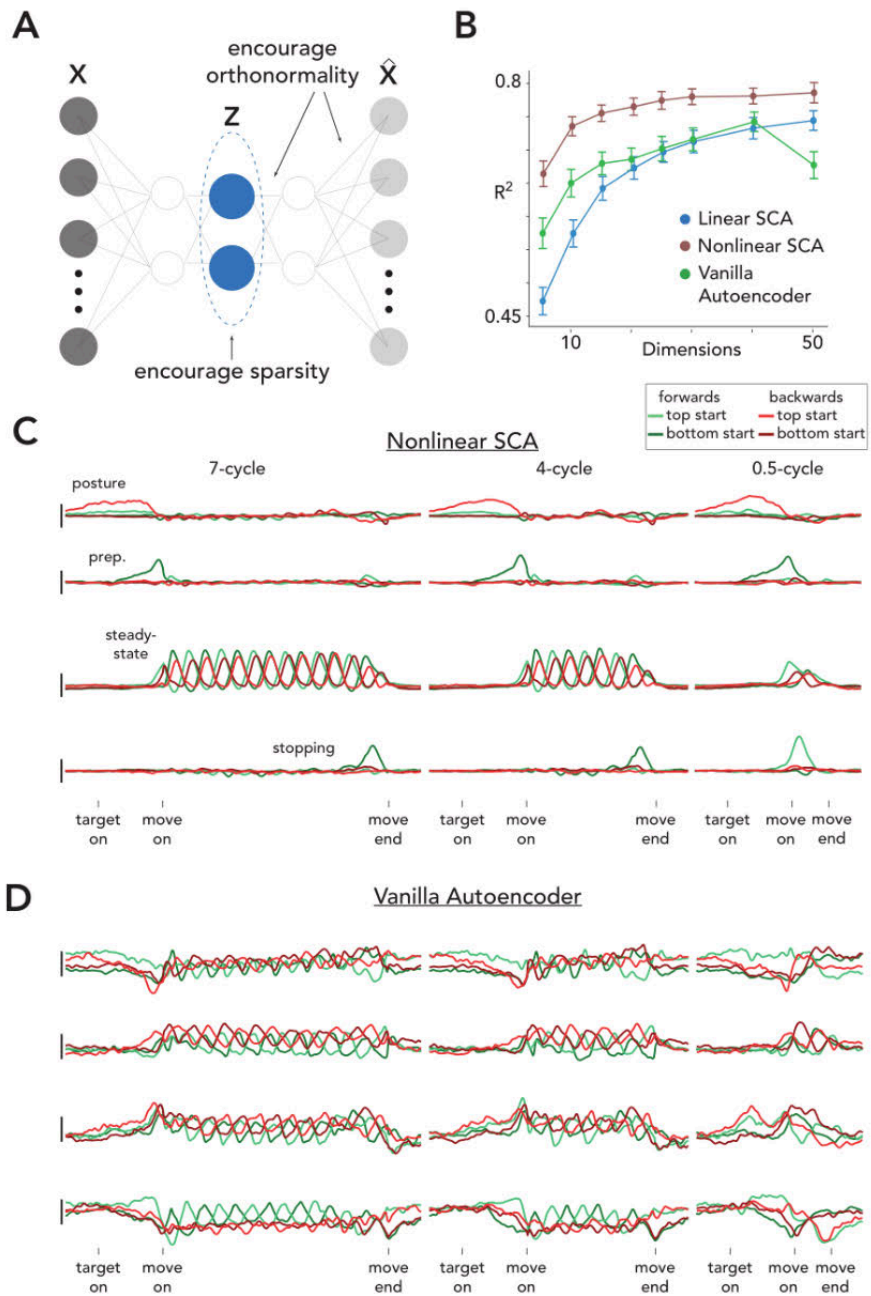 A
encourage
orthonormality
X
X̂
Z
encourage sparsity
B
0.8
R²
0.45
Linear SCA
Nonlinear SCA
Vanilla
Autoencoder
10
Dimensions
50
forwards
top start
bottom start
backwards
top start
bottom start
C
Nonlinear SCA
7-cycle
4-cycle
0.5-cycle
posture
prep.
steady-
state
stopping
target
on
move
on
move
end
target
on
move
on
move
end
target
on
move
on
move
end
D
Vanilla Autoencoder
target
on
move
on
move
end
target
on
move
on
move
end
target
on
move
on
move
end